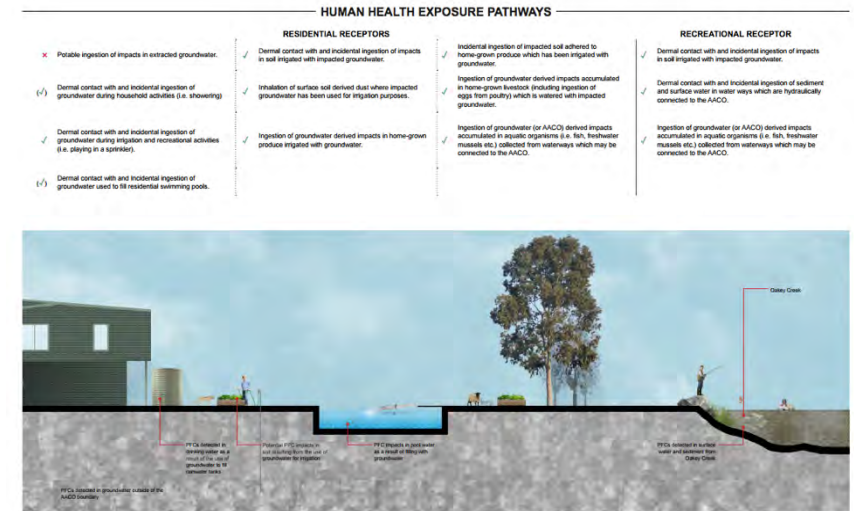 HUMAN HEALTH EXPOSURE PATHWAYS
RESIDENTIAL RECEPTORS
RECREATIONAL RECEPTOR
× Potable ingestion of impacts in extracted groundwater.
(√) Dermal contact with and incidental ingestion of
groundwater during household activities (i.e. showering)
√ Dermal contact with and incidental ingestion of
groundwater during irrigation and recreational activities
(i.e. playing in a sprinkler).
(√) Dermal contact with and Incidental ingestion of
groundwater used to fill residential swimming pools.
√ Dermal contact with and incidental ingestion of impacts
in soil irrigated with impacted groundwater.
√ Inhalation of surface soil derived dust where impacted
groundwater has been used for irrigation purposes.
√ Ingestion of groundwater derived impacts in home-grown
produce irrigated with groundwater.
√ Incidental ingestion of impacted soil adhered to
home-grown produce which has been irrigated with
groundwater.
√ Ingestion of groundwater derived impacts accumulated
in home-grown livestock (including ingestion of
eggs from poultry) which is watered with impacted
groundwater.
√ Ingestion of groundwater (or AACO) derived impacts
accumulated in aquatic organisms (i.e. fish, freshwater
mussels etc.) collected from waterways which may be
connected to the AACO.
√ Dermal contact with and incidental ingestion of impacts
in soil irrigated with impacted groundwater.
√ Dermal contact with and Incidental ingestion of sediment
and surface water in water ways which are hydraulically
connected to the AACO.
√ Ingestion of groundwater (or AACO) derived impacts
accumulated in aquatic organisms (i.e. fish, freshwater
mussels etc.) collected from waterways which may be
connected to the AACO.
Oakey Creek
PFCs detected in
drinking water as a
result of the use of
groundwater to fill
rainwater tanks
Potential PFC impacts in
soil resulting from the use of
groundwater for irrigation
PFC impacts in pool water
as a result of filling with
groundwater
PFCs detected in surface
water and sediment from
Oakey Creek
PFCs detected in groundwater outside of the
AACO boundary